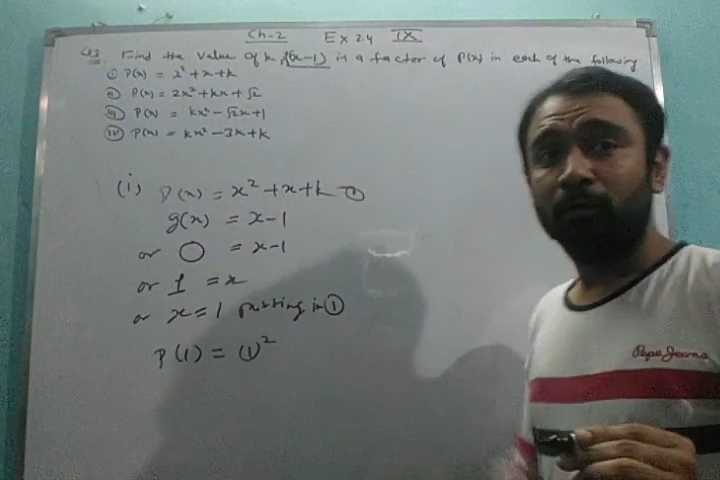 Ch-2 Ex 2.4 IX
Q3. Find the value of k, (x-1) is a factor of P(x) in each of the following
(i) P(x) = x² + x + k
(ii) P(x) = 2x² + kx + √2
(iii) P(x) = kx² - √2x + 1
(iv) P(x) = kx² - 3x + k
(i) P(x) = x² + x + k - (1)
g(x) = x - 1
or 0 = x - 1
or 1 = x
or x = 1 putting in (1)
P(1) = (1)²
Pepe Jeans